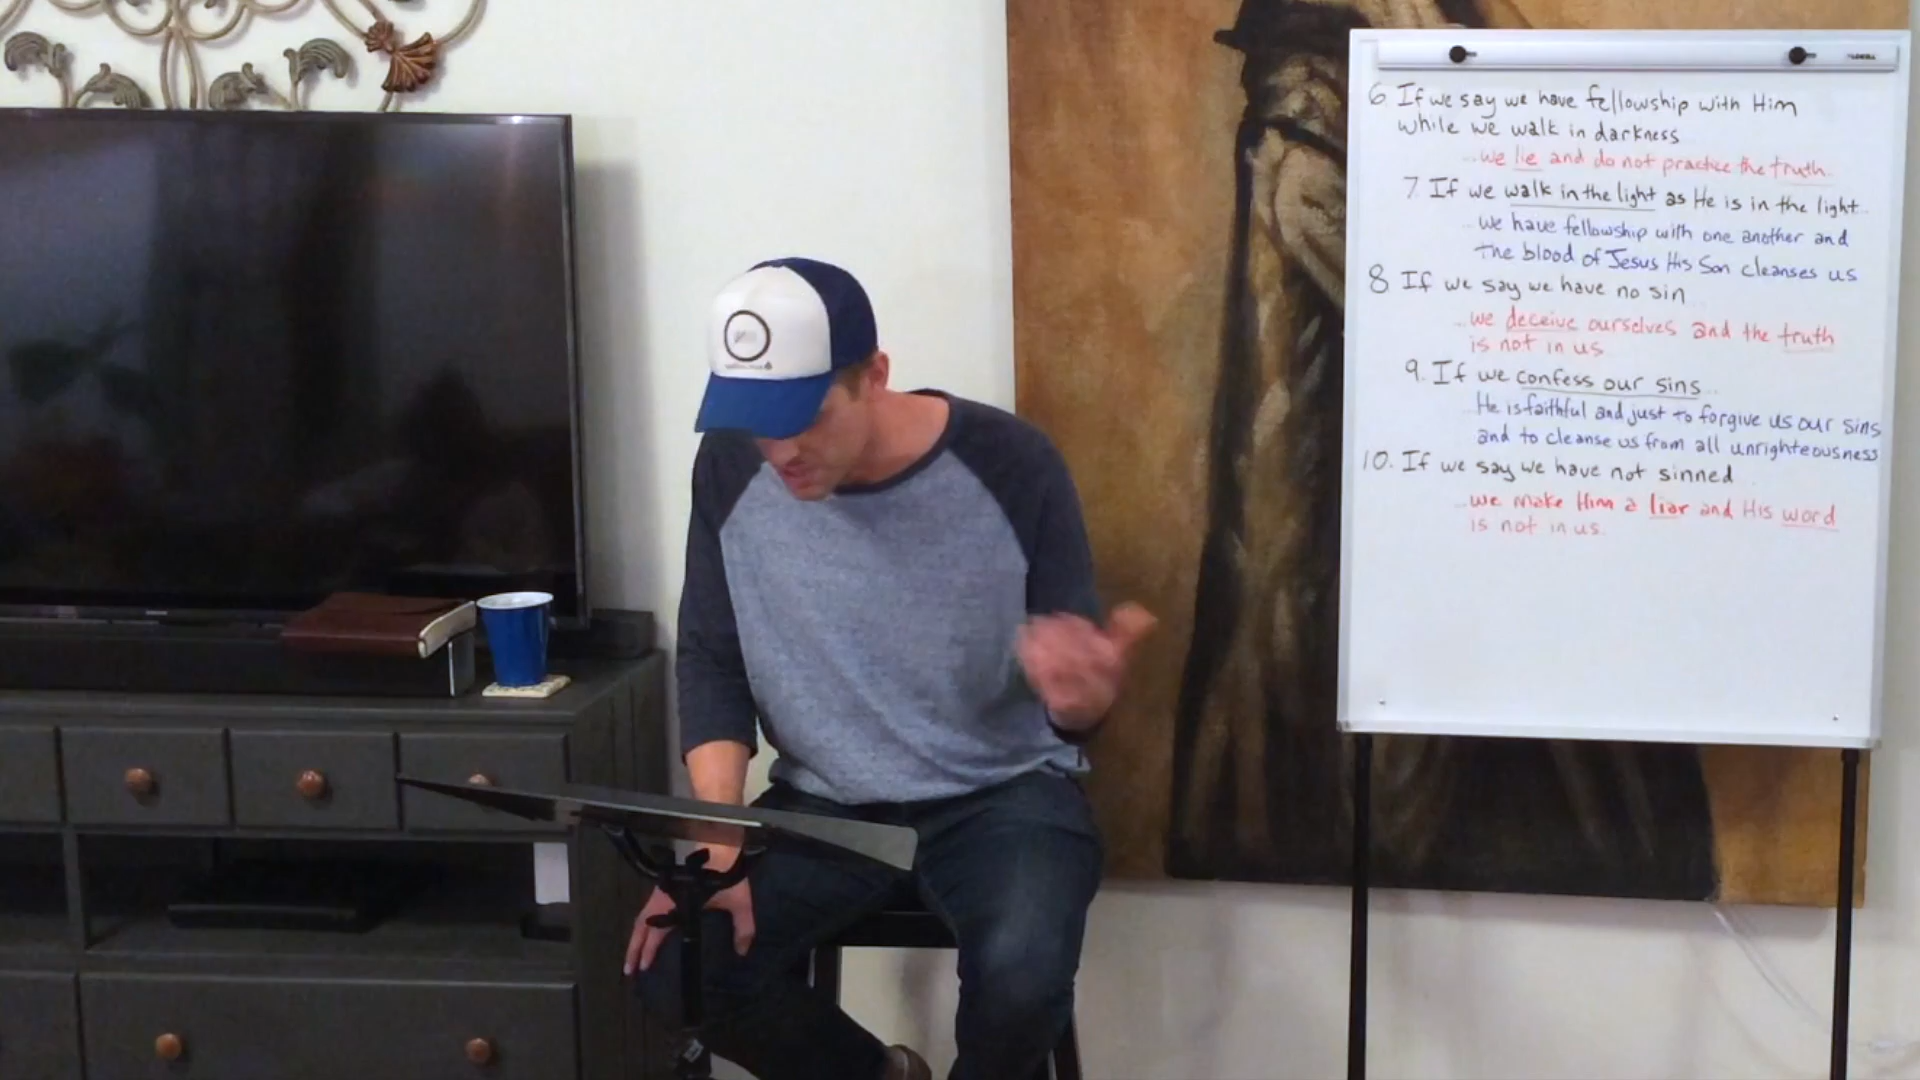 6 If we say we have fellowship with Him
while we walk in darkness
...we lie and do not practice the truth.
7. If we walk in the light as He is in the light...
...we have fellowship with one another and
the blood of Jesus His Son cleanses us
8 If we say we have no sin
...we deceive ourselves and the truth
is not in us
9. If we confess our sins...
He is faithful and just to forgive us our sins
and to cleanse us from all unrighteousness
10. If we say we have not sinned
...we make Him a liar and His word
is not in us.